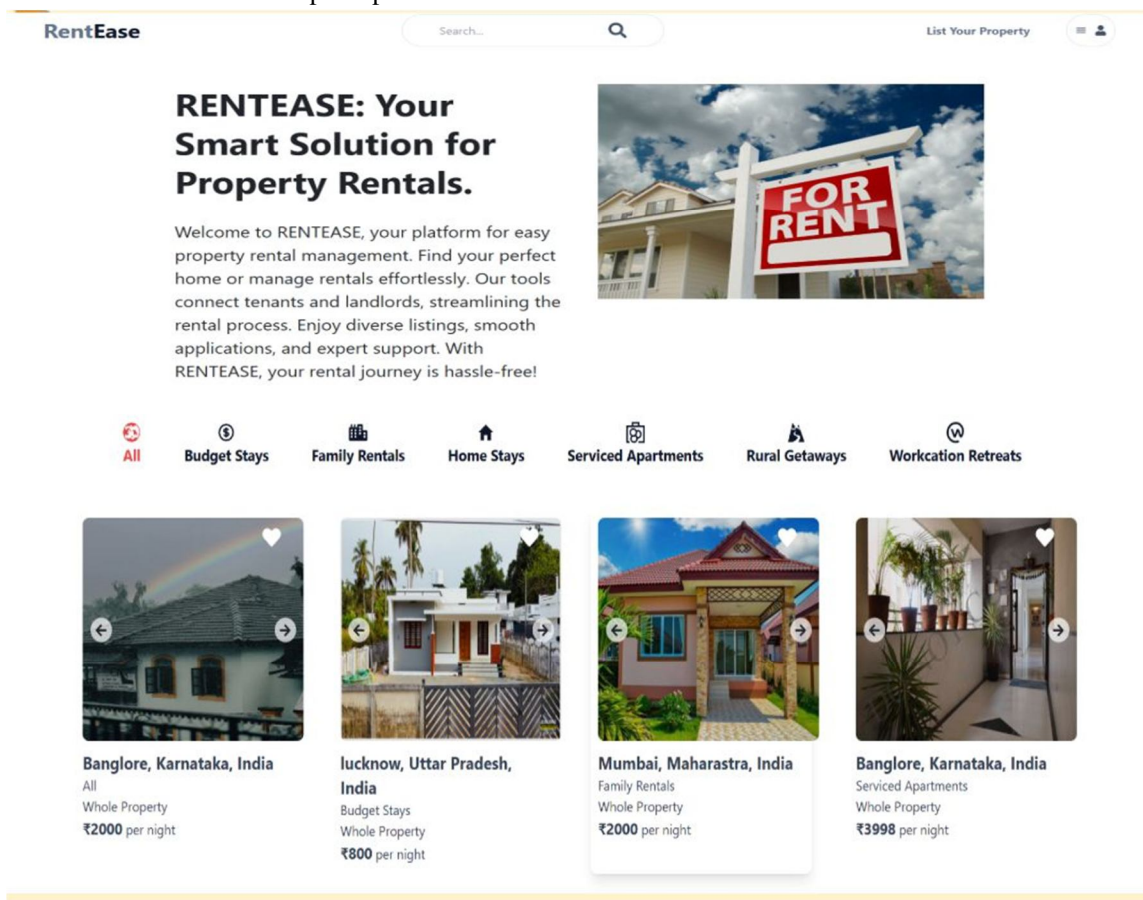 RentEase
Search...
List Your Property
RENTEASE: Your
Smart Solution for
Property Rentals.
FOR
RENT
Welcome to RENTEASE, your platform for easy
property rental management. Find your perfect
home or manage rentals effortlessly. Our tools
connect tenants and landlords, streamlining the
rental process. Enjoy diverse listings, smooth
applications, and expert support. With
RENTEASE, your rental journey is hassle-free!
All
Budget Stays
Family Rentals
Home Stays
Serviced Apartments
Rural Getaways
Workcation Retreats
Banglore, Karnataka, India
All
Whole Property
₹2000 per night
lucknow, Uttar Pradesh,
India
Budget Stays
Whole Property
₹800 per night
Mumbai, Maharastra, India
Family Rentals
Whole Property
₹2000 per night
Banglore, Karnataka, India
Serviced Apartments
Whole Property
₹3998 per night